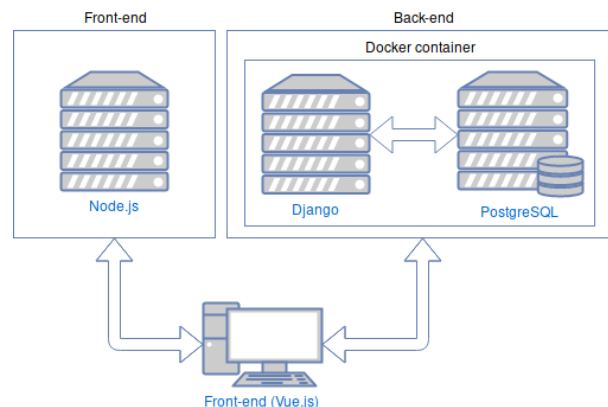 Front-end
Back-end
Docker container
Node.js
Django
PostgreSQL
Front-end (Vue.js)